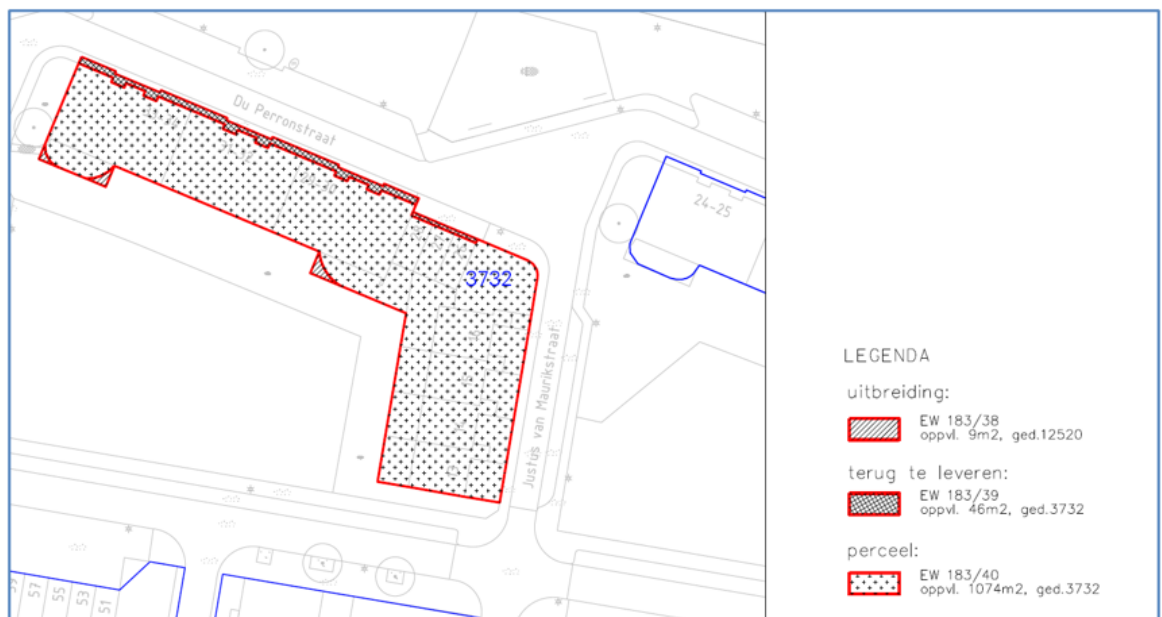 Du Perronstraat
3732
24-25
Justus van Maurikstraat
57
55
53
51
LEGENDA
uitbreiding:
EW 183/38
oppvl. 9m2, ged.12520
terug te leveren:
EW 183/39
oppvl. 46m2, ged.3732
perceel:
EW 183/40
oppvl. 1074m2, ged.3732